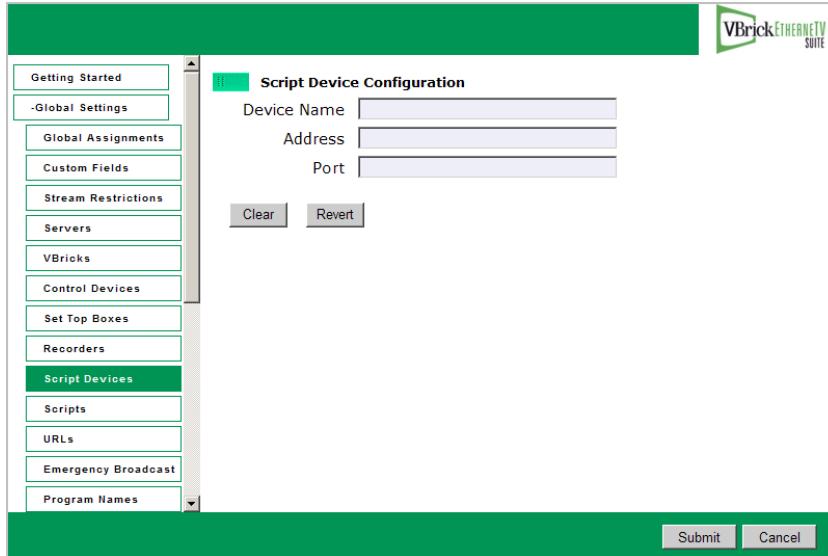 VBrick ETHERNETV
SUITE
Getting Started
-Global Settings
Global Assignments
Custom Fields
Stream Restrictions
Servers
VBricks
Control Devices
Set Top Boxes
Recorders
Script Devices
Scripts
URLs
Emergency Broadcast
Program Names
Script Device Configuration
Device Name
Address
Port
Clear Revert
Submit Cancel